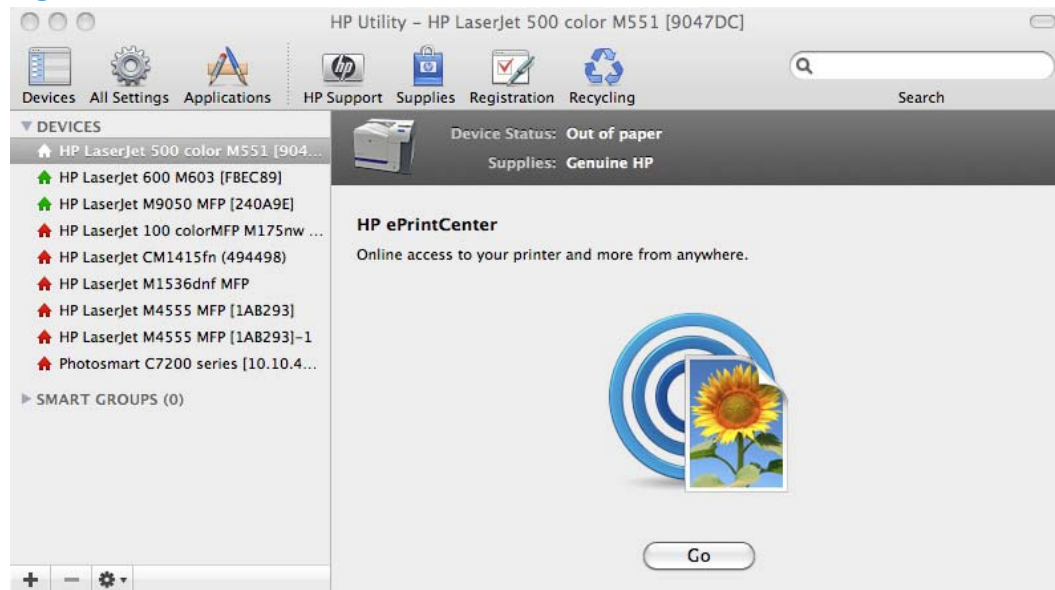 HP Utility – HP LaserJet 500 color M551 [9047DC]
Devices All Settings Applications HP Support Supplies Registration Recycling Search
DEVICES
HP LaserJet 500 color M551 [904...
HP LaserJet 600 M603 [FBEC89]
HP LaserJet M9050 MFP [240A9E]
HP LaserJet 100 colorMFP M175nw ...
HP LaserJet CM1415fn (494498)
HP LaserJet M1536dnf MFP
HP LaserJet M4555 MFP [1AB293]
HP LaserJet M4555 MFP [1AB293]-1
Photosmart C7200 series [10.10.4...
SMART GROUPS (0)
Device Status: Out of paper
Supplies: Genuine HP
HP ePrintCenter
Online access to your printer and more from anywhere.
Go